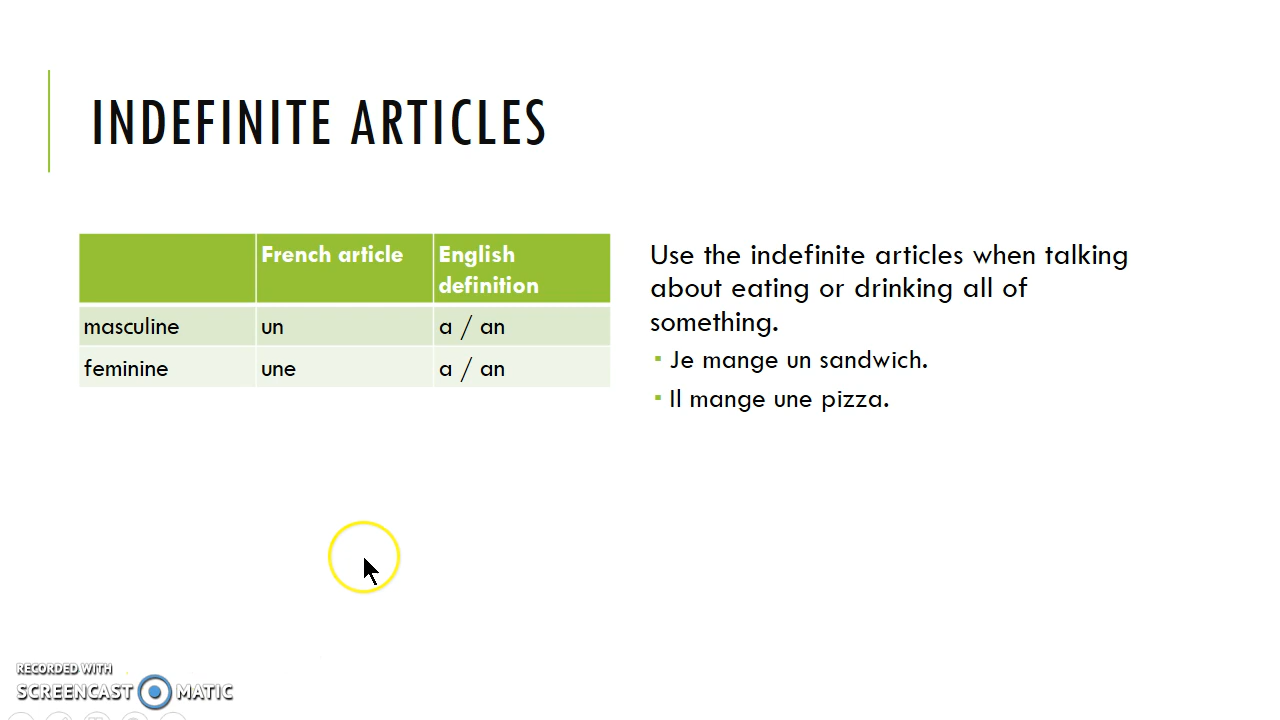 INDEFINITE ARTICLES
French article English
definition
masculine un a / an
feminine une a / an
Use the indefinite articles when talking
about eating or drinking all of
something.
Je mange un sandwich.
Il mange une pizza.
RECORDED WITH
SCREENCAST MATIC